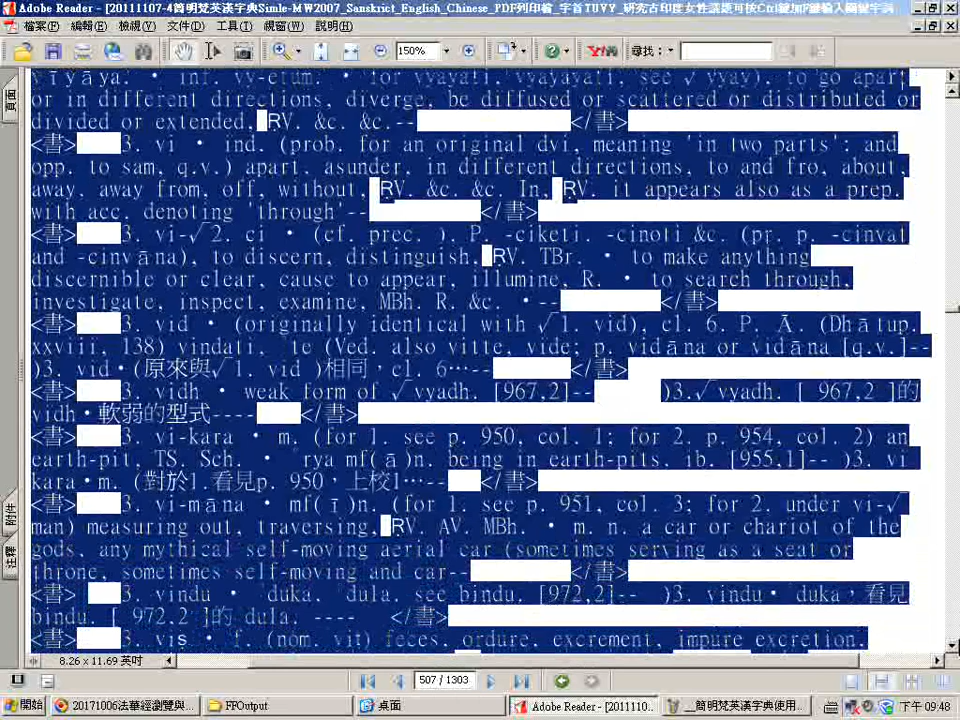 Adobe Reader - [20111107-4簡明梵英漢字典Simle-MW2007_Sanskrict_English_Chinese_PDF列印檔_字首TUVY_研究古印度女性議題可按Ctrl鍵加F鍵輸入關鍵字詞
檔案(F) 編輯(E) 檢視(V) 文件(D) 工具(T) 視窗(W) 說明(H)
150% 尋找：
vīyāya; • inf. vy-etum. • for vyayati, vyayayati, see √vyay), to go apart
or in different directions, diverge, be diffused or scattered or distributed or
divided or extended, RV. &c. &c.-- </書>
<書> 3. vi • ind. (prob. for an original dvi, meaning 'in two parts'; and
opp. to sam, q.v.) apart, asunder, in different directions, to and fro, about,
away, away from, off, without, RV. &c. &c. In, RV. it appears also as a prep.
with acc. denoting 'through'-- </書>
<書> 3. vi-√2. ci • (cf. prec. ). P. -ciketi, -cinoti &c. (pr. p. -cinvat
and -cinvāna), to discern, distinguish, RV. TBr. • to make anything
discernible or clear, cause to appear, illumine, R. • to search through,
investigate, inspect, examine, MBh. R. &c. •-- </書>
<書> 3. vid • (originally identical with √1. vid), cl. 6. P. Ā. (Dhātup.
xxviii, 138) vindati, te (Ved. also vitte, vide; p. vidāna or vidāna [q.v.]--
)3. vid•(原來與√1. vid )相同，cl. 6…-- </書>
<書> 3. vidh • weak form of √vyadh. [967,2]-- )3.√vyadh. [ 967,2 ]的
vidh•軟弱的型式---- </書>
<書> 3. vi-kara • m. (for 1. see p. 950, col. 1; for 2. p. 954, col. 2) an
earth-pit, TS. Sch. • rya mf(ā)n. being in earth-pits, ib. [955,1]-- )3. vi
kara•m. (對於1.看見p. 950，上校1…-- </書>
<書> 3. vi-māna • mf(ī)n. (for 1. see p. 951, col. 3; for 2. under vi-√
man) measuring out, traversing, RV. AV. MBh. • m. n. a car or chariot of the
gods, any mythical self-moving aerial car (sometimes serving as a seat or
throne, sometimes self-moving and car-- </書>
<書> 3. vindu • duka, dula. see bindu. [972,2]-- )3. vindu• duka，看見
bindu. [ 972,2 ]的 dula. ---- </書>
<書> 3. viṣ • f. (nom. viṭ) feces, ordure, excrement, impure excretion,
頁面
附件
註釋
8.26 x 11.69 英吋
507 / 1303
開始 20171006法華經瀏覽與... FFOutput 桌面 Adobe Reader - [2011110... __簡明梵英漢字典使用... 下午 09:48